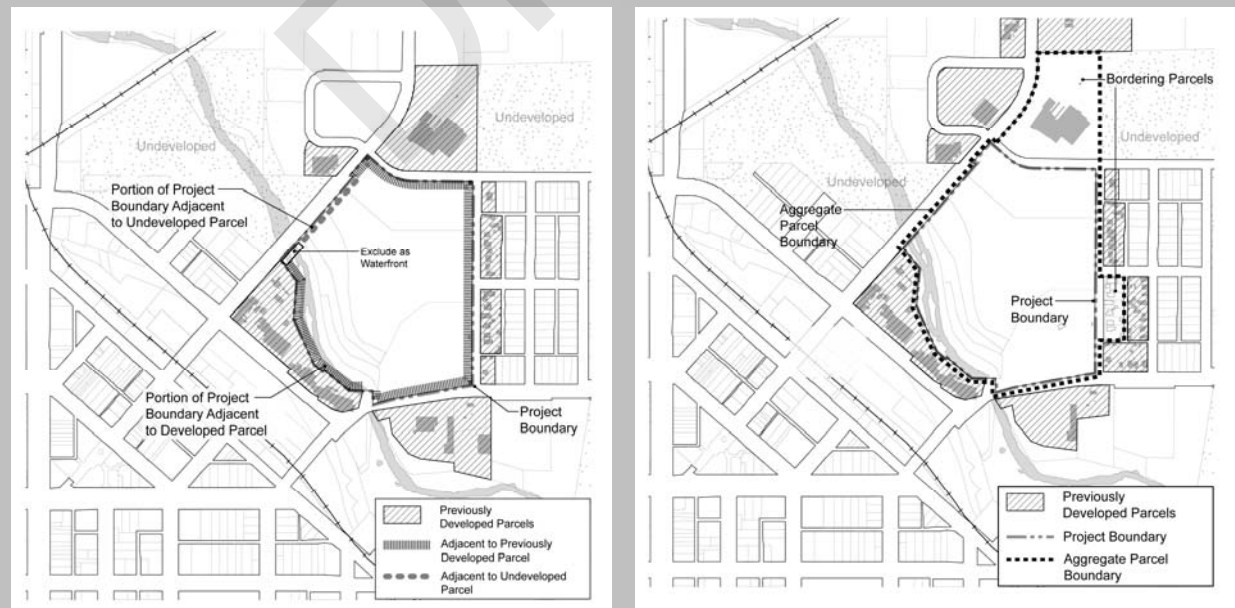 Undeveloped
Undeveloped
Portion of Project
Boundary Adjacent
to Undeveloped Parcel
Exclude as
Waterfront
Portion of Project
Boundary Adjacent
to Developed Parcel
Project
Boundary
Previously
Developed Parcels
Adjacent to Previously
Developed Parcel
Adjacent to Undeveloped
Parcel
Bordering Parcels
Undeveloped
Undeveloped
Aggregate
Parcel
Boundary
Project
Boundary
Previously
Developed Parcels
Project Boundary
Aggregate Parcel
Boundary